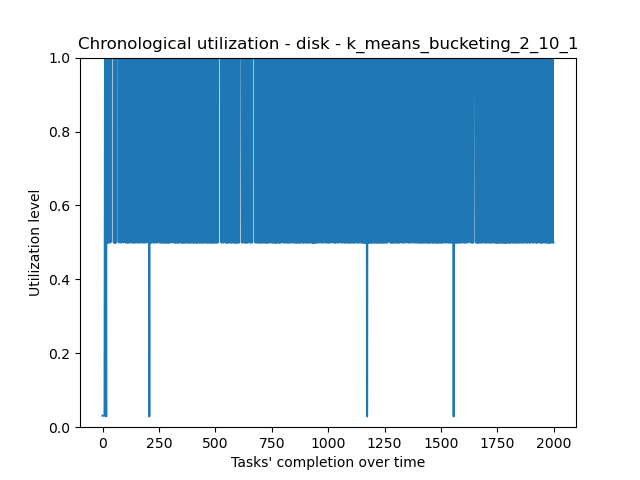 Chronological utilization - disk - k_means_bucketing_2_10_1
1.0
0.8
0.6
0.4
0.2
0.0
Utilization level
0 250 500 750 1000 1250 1500 1750 2000
Tasks' completion over time